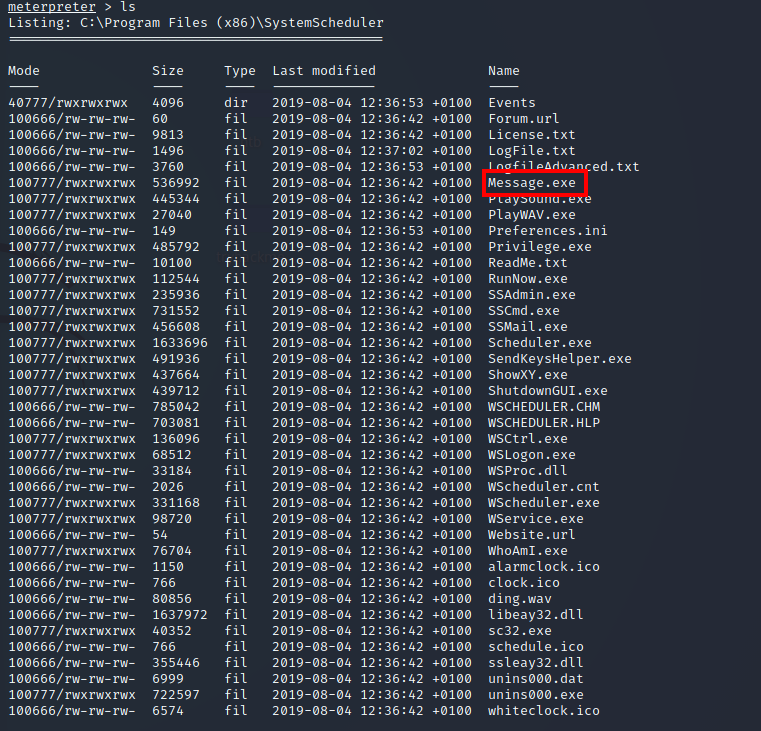 meterpreter > ls
Listing: C:\Program Files (x86)\SystemScheduler
===============================================
Mode Size Type Last modified Name
---- ---- ---- ------------- ----
40777/rwxrwxrwx 4096 dir 2019-08-04 12:36:53 +0100 Events
100666/rw-rw-rw- 60 fil 2019-08-04 12:36:42 +0100 Forum.url
100666/rw-rw-rw- 9813 fil 2019-08-04 12:36:42 +0100 License.txt
100666/rw-rw-rw- 1496 fil 2019-08-04 12:37:02 +0100 LogFile.txt
100666/rw-rw-rw- 3760 fil 2019-08-04 12:36:53 +0100 LogfileAdvanced.txt
100777/rwxrwxrwx 536992 fil 2019-08-04 12:36:42 +0100 Message.exe
100777/rwxrwxrwx 445344 fil 2019-08-04 12:36:42 +0100 PlaySound.exe
100777/rwxrwxrwx 27040 fil 2019-08-04 12:36:42 +0100 PlayWAV.exe
100666/rw-rw-rw- 149 fil 2019-08-04 12:36:53 +0100 Preferences.ini
100777/rwxrwxrwx 485792 fil 2019-08-04 12:36:42 +0100 Privilege.exe
100666/rw-rw-rw- 10100 fil 2019-08-04 12:36:42 +0100 ReadMe.txt
100777/rwxrwxrwx 112544 fil 2019-08-04 12:36:42 +0100 RunNow.exe
100777/rwxrwxrwx 235936 fil 2019-08-04 12:36:42 +0100 SSAdmin.exe
100777/rwxrwxrwx 731552 fil 2019-08-04 12:36:42 +0100 SSCmd.exe
100777/rwxrwxrwx 456608 fil 2019-08-04 12:36:42 +0100 SSMail.exe
100777/rwxrwxrwx 1633696 fil 2019-08-04 12:36:42 +0100 Scheduler.exe
100777/rwxrwxrwx 491936 fil 2019-08-04 12:36:42 +0100 SendKeysHelper.exe
100777/rwxrwxrwx 437664 fil 2019-08-04 12:36:42 +0100 ShowXY.exe
100777/rwxrwxrwx 439712 fil 2019-08-04 12:36:42 +0100 ShutdownGUI.exe
100666/rw-rw-rw- 785042 fil 2019-08-04 12:36:42 +0100 WSCHEDULER.CHM
100666/rw-rw-rw- 703081 fil 2019-08-04 12:36:42 +0100 WSCHEDULER.HLP
100777/rwxrwxrwx 136096 fil 2019-08-04 12:36:42 +0100 WSCtrl.exe
100777/rwxrwxrwx 68512 fil 2019-08-04 12:36:42 +0100 WSLogon.exe
100666/rw-rw-rw- 33184 fil 2019-08-04 12:36:42 +0100 WSProc.dll
100666/rw-rw-rw- 2026 fil 2019-08-04 12:36:42 +0100 WScheduler.cnt
100777/rwxrwxrwx 331168 fil 2019-08-04 12:36:42 +0100 WScheduler.exe
100777/rwxrwxrwx 98720 fil 2019-08-04 12:36:42 +0100 WService.exe
100666/rw-rw-rw- 54 fil 2019-08-04 12:36:42 +0100 Website.url
100777/rwxrwxrwx 76704 fil 2019-08-04 12:36:42 +0100 WhoAmI.exe
100666/rw-rw-rw- 1150 fil 2019-08-04 12:36:42 +0100 alarmclock.ico
100666/rw-rw-rw- 766 fil 2019-08-04 12:36:42 +0100 clock.ico
100666/rw-rw-rw- 80856 fil 2019-08-04 12:36:42 +0100 ding.wav
100666/rw-rw-rw- 1637972 fil 2019-08-04 12:36:42 +0100 libeay32.dll
100777/rwxrwxrwx 40352 fil 2019-08-04 12:36:42 +0100 sc32.exe
100666/rw-rw-rw- 766 fil 2019-08-04 12:36:42 +0100 schedule.ico
100666/rw-rw-rw- 355446 fil 2019-08-04 12:36:42 +0100 ssleay32.dll
100666/rw-rw-rw- 6999 fil 2019-08-04 12:36:42 +0100 unins000.dat
100777/rwxrwxrwx 722597 fil 2019-08-04 12:36:42 +0100 unins000.exe
100666/rw-rw-rw- 6574 fil 2019-08-04 12:36:42 +0100 whiteclock.ico